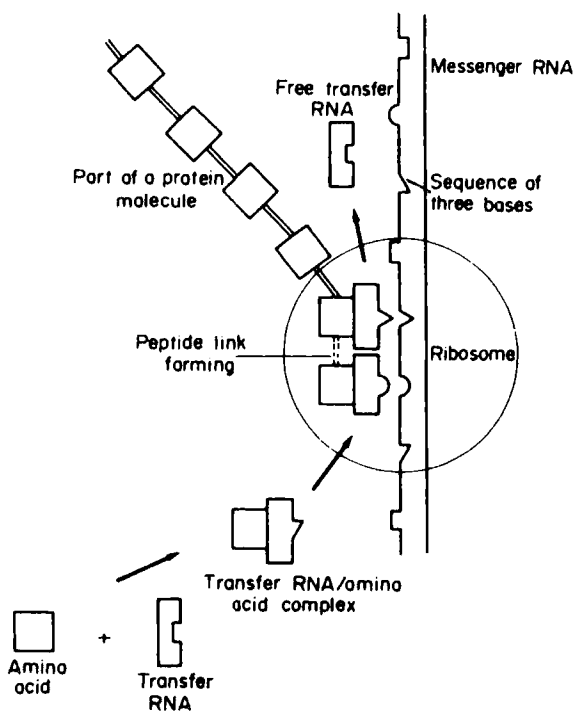 Messenger RNA
Free transfer
RNA
Part of a protein
molecule
Sequence of
three bases
Peptide link
forming
Ribosome
Transfer RNA/amino
acid complex
+
Amino
acid
Transfer
RNA